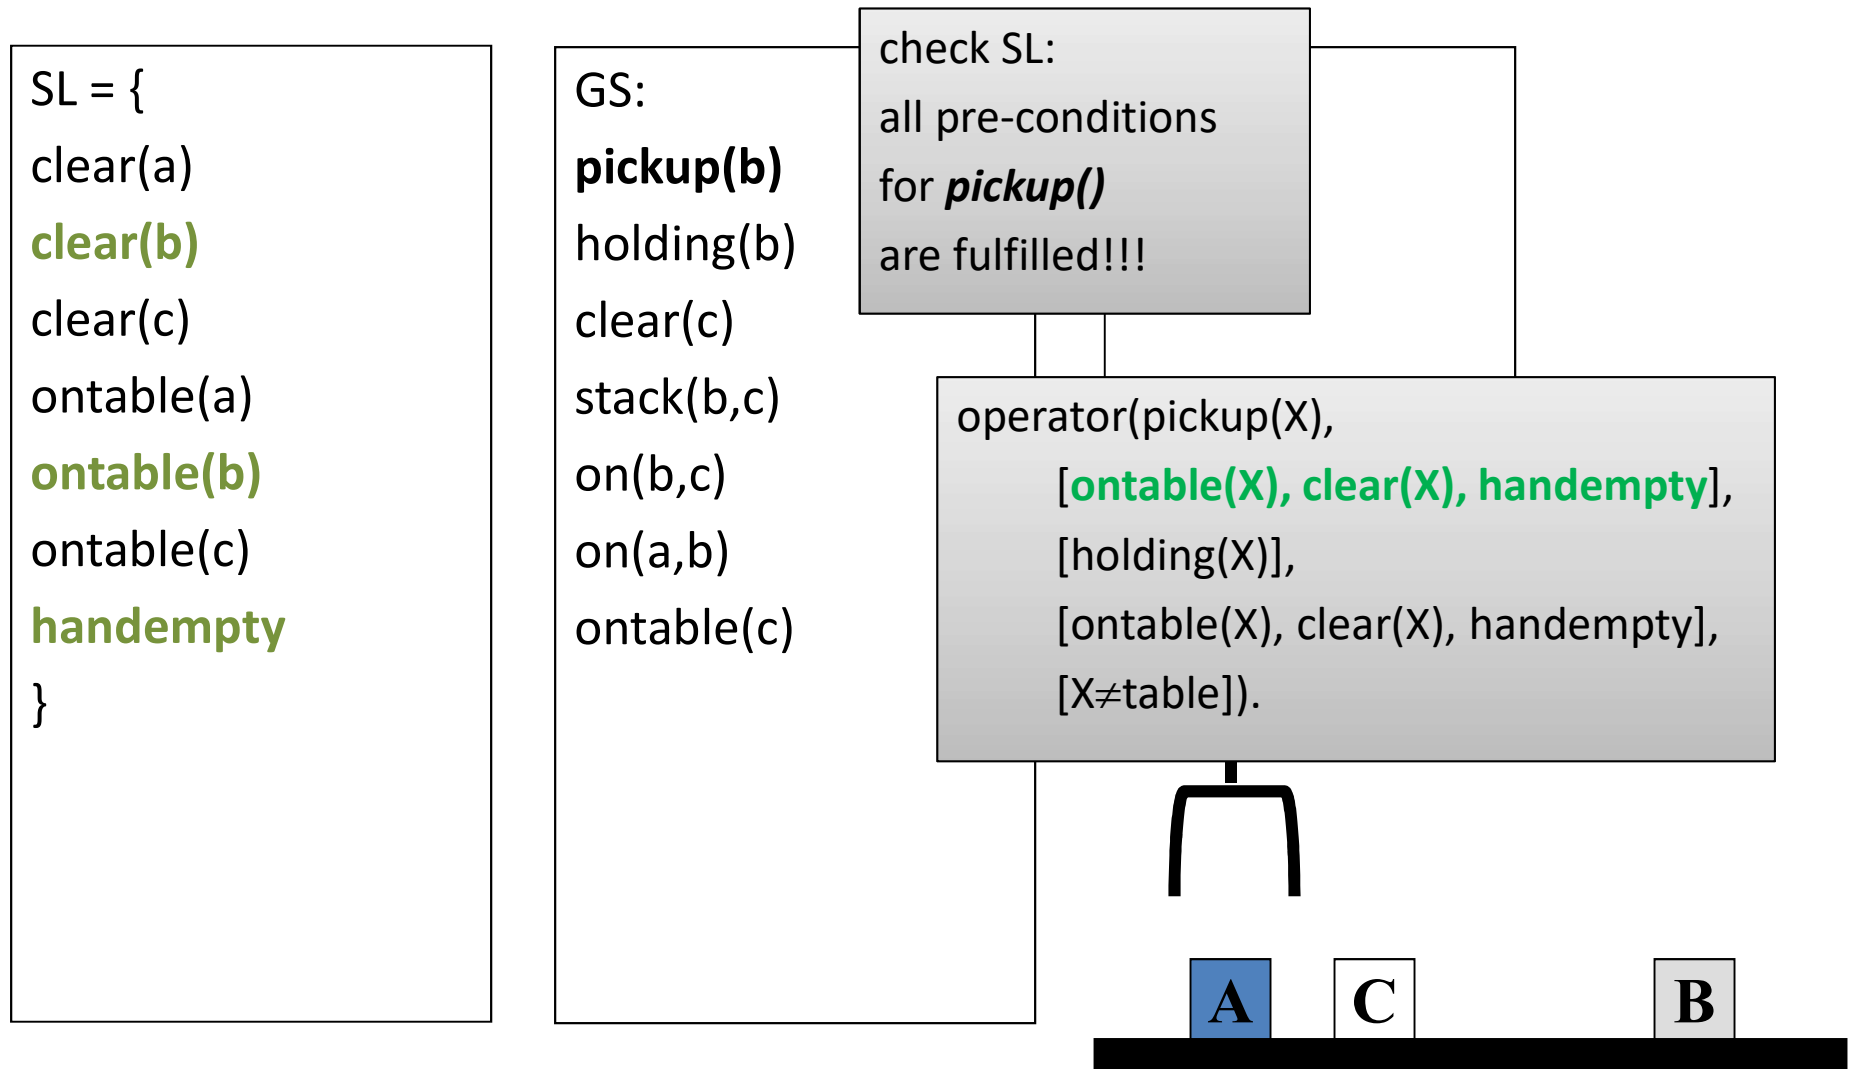 SL = {
clear(a)
clear(b)
clear(c)
ontable(a)
ontable(b)
ontable(c)
handempty
}
GS:
pickup(b)
holding(b)
clear(c)
stack(b,c)
on(b,c)
on(a,b)
ontable(c)
check SL:
all pre-conditions
for pickup()
are fulfilled!!!
operator(pickup(X),
[ontable(X), clear(X), handempty],
[holding(X)],
[ontable(X), clear(X), handempty],
[X≠table]).
A
C
B